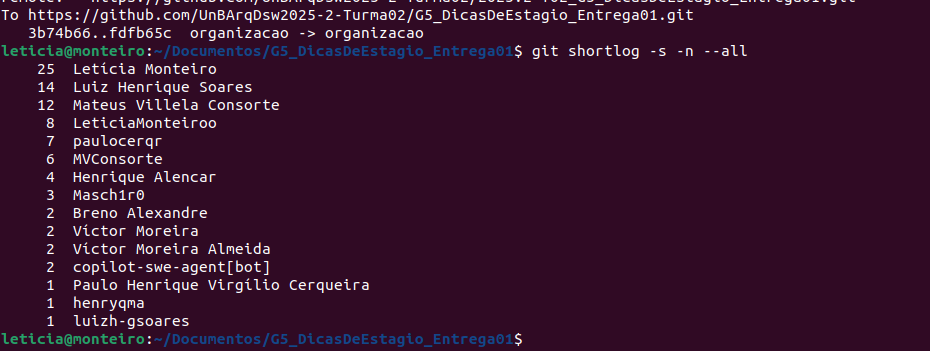 To https://github.com/UnBArqDsw2025-2-Turma02/G5_DicasDeEstagio_Entrega01.git
3b74b66..fdfb65c organizacao -> organizacao
leticia@monteiro:~/Documentos/G5_DicasDeEstagio_Entrega01$ git shortlog -s -n --all
25 Letícia Monteiro
14 Luiz Henrique Soares
12 Mateus Villela Consorte
8 LeticiaMonteiroo
7 paulocerqr
6 MVConsorte
4 Henrique Alencar
3 Masch1r0
2 Breno Alexandre
2 Victor Moreira
2 Víctor Moreira Almeida
2 copilot-swe-agent[bot]
1 Paulo Henrique Virgílio Cerqueira
1 henryqma
1 luizh-gsoares
leticia@monteiro:~/Documentos/G5_DicasDeEstagio_Entrega01$